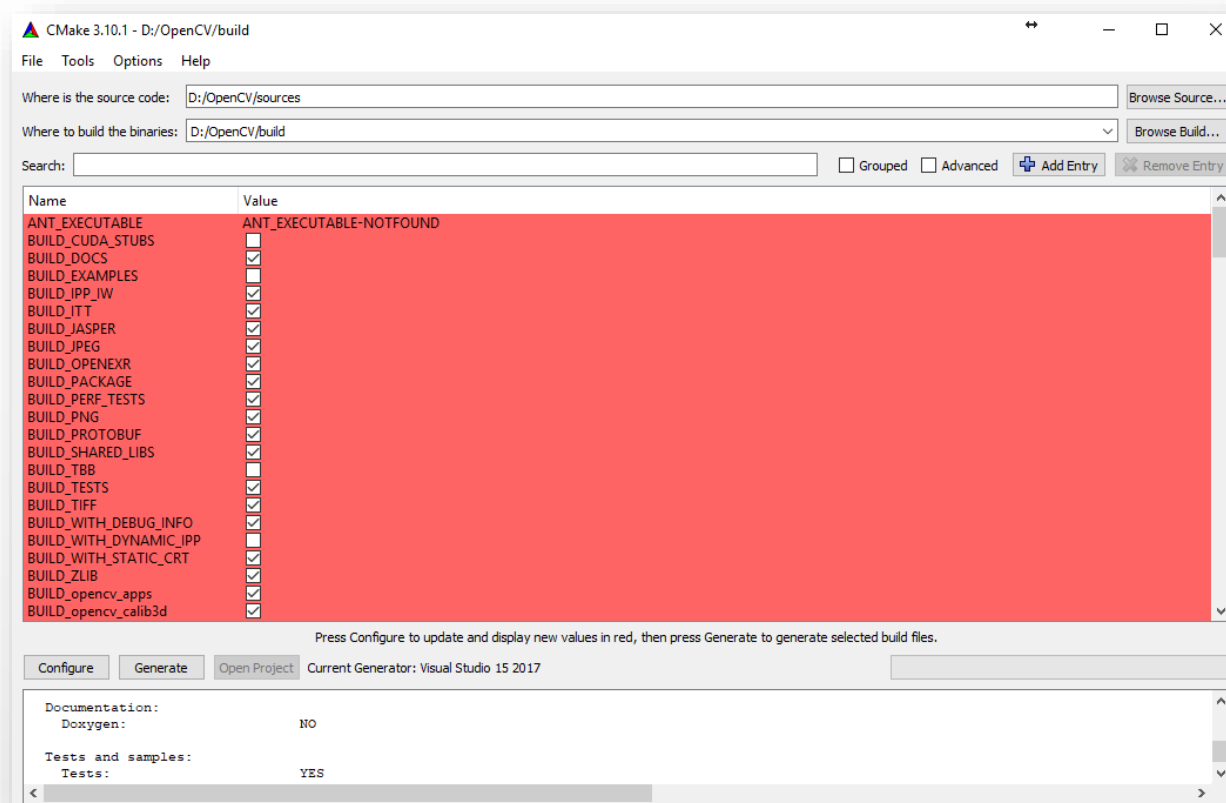 CMake 3.10.1 - D:/OpenCV/build
File Tools Options Help
Where is the source code: D:/OpenCV/sources Browse Source...
Where to build the binaries: D:/OpenCV/build Browse Build...
Search: Grouped Advanced Add Entry Remove Entry
Name Value
ANT_EXECUTABLE ANT_EXECUTABLE-NOTFOUND
BUILD_CUDA_STUBS
BUILD_DOCS
BUILD_EXAMPLES
BUILD_IPP_IW
BUILD_ITT
BUILD_JASPER
BUILD_JPEG
BUILD_OPENEXR
BUILD_PACKAGE
BUILD_PERF_TESTS
BUILD_PNG
BUILD_PROTOBUF
BUILD_SHARED_LIBS
BUILD_TBB
BUILD_TESTS
BUILD_TIFF
BUILD_WITH_DEBUG_INFO
BUILD_WITH_DYNAMIC_IPP
BUILD_WITH_STATIC_CRT
BUILD_ZLIB
BUILD_opencv_apps
BUILD_opencv_calib3d
Press Configure to update and display new values in red, then press Generate to generate selected build files.
Configure Generate Open Project Current Generator: Visual Studio 15 2017
Documentation:
Doxygen: NO
Tests and samples:
Tests: YES